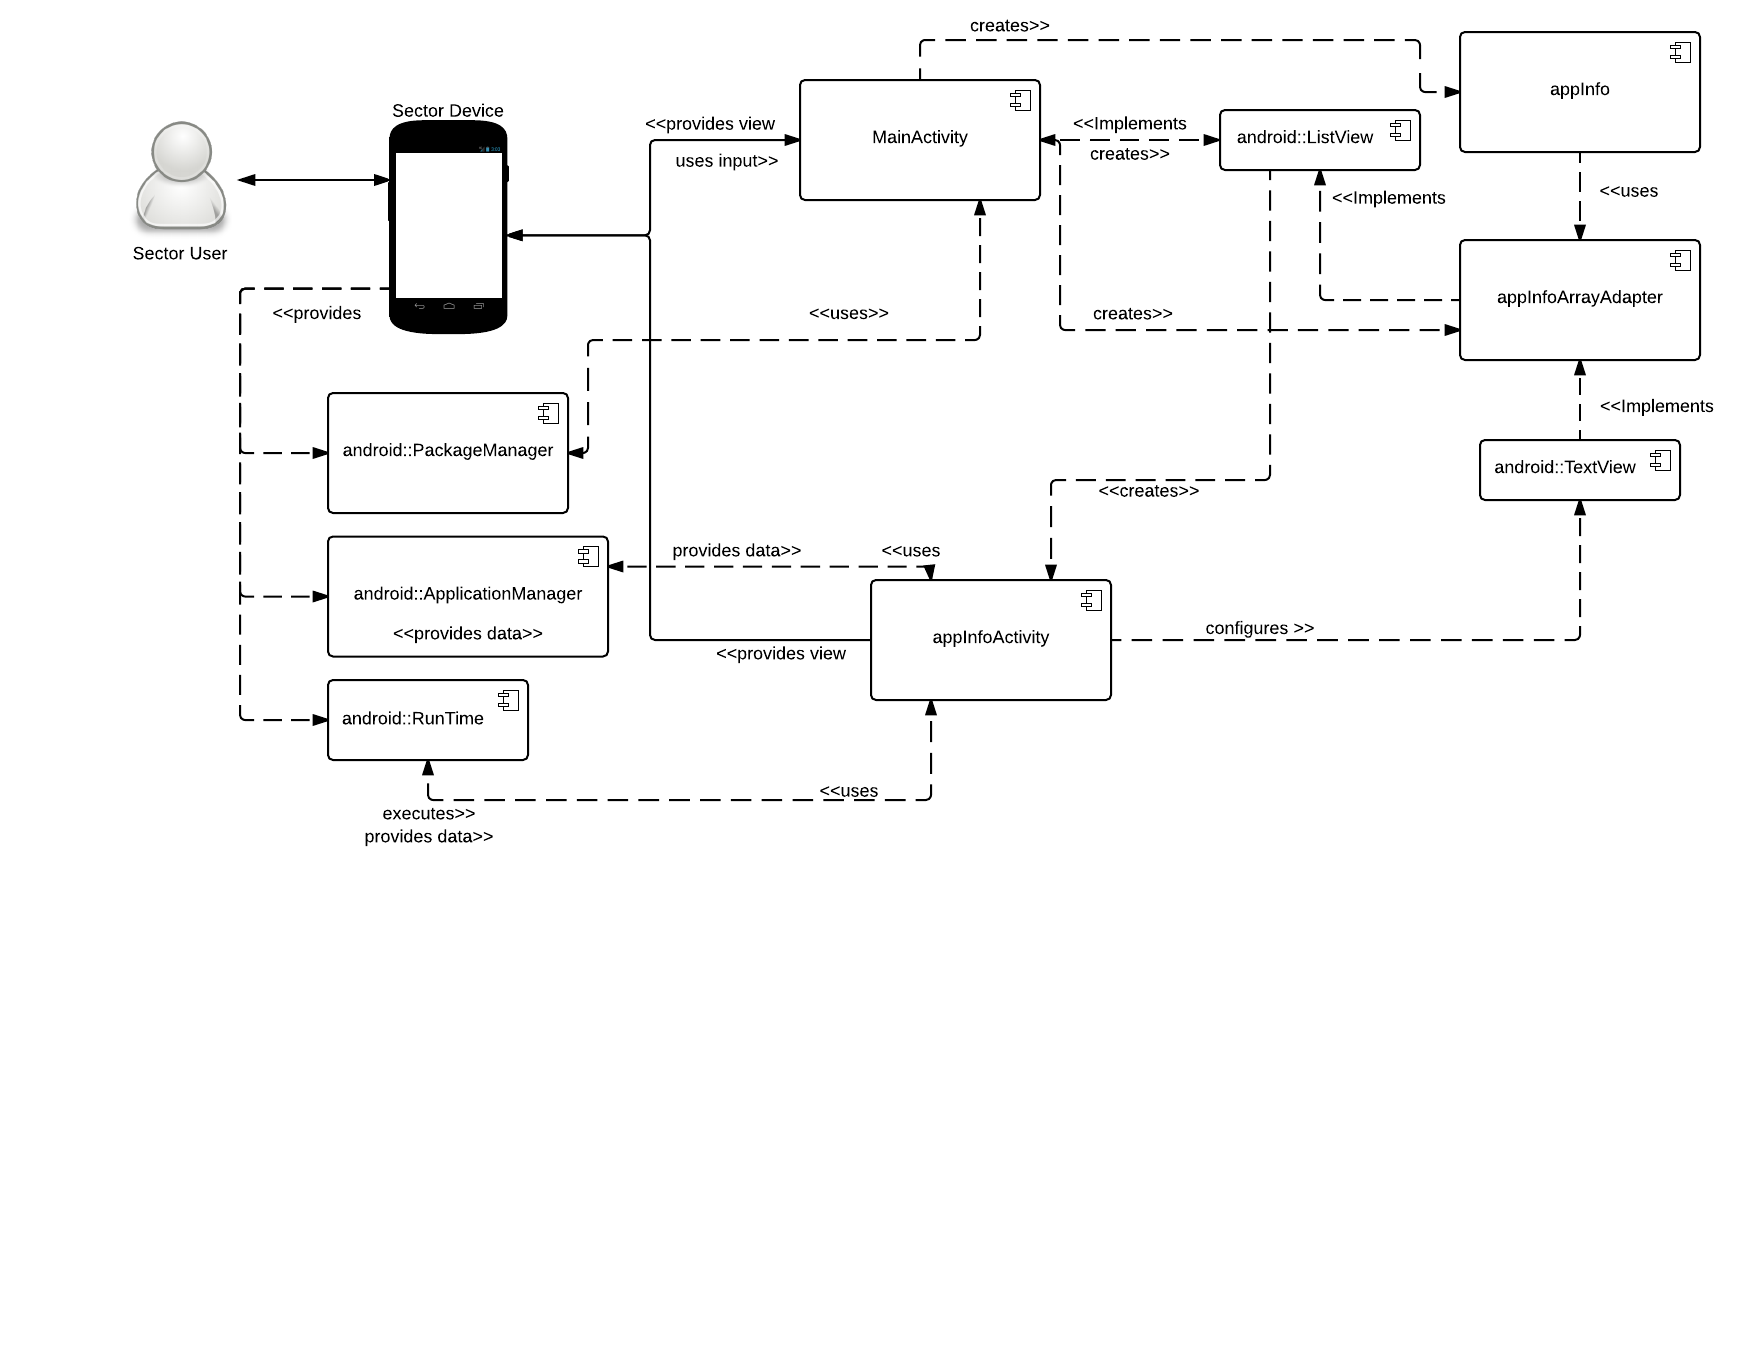 creates>>
appInfo
Sector Device
<<provides view
MainActivity
<<Implements
android::ListView
uses input>>
creates>>
<<Implements
<<uses
Sector User
<<provides
<<uses>>
creates>>
appInfoArrayAdapter
<<Implements
android::PackageManager
android::TextView
<<creates>>
provides data>>
<<uses
android::ApplicationManager
<<provides data>>
appInfoActivity
configures >>
<<provides view
android::RunTime
<<uses
executes>>
provides data>>